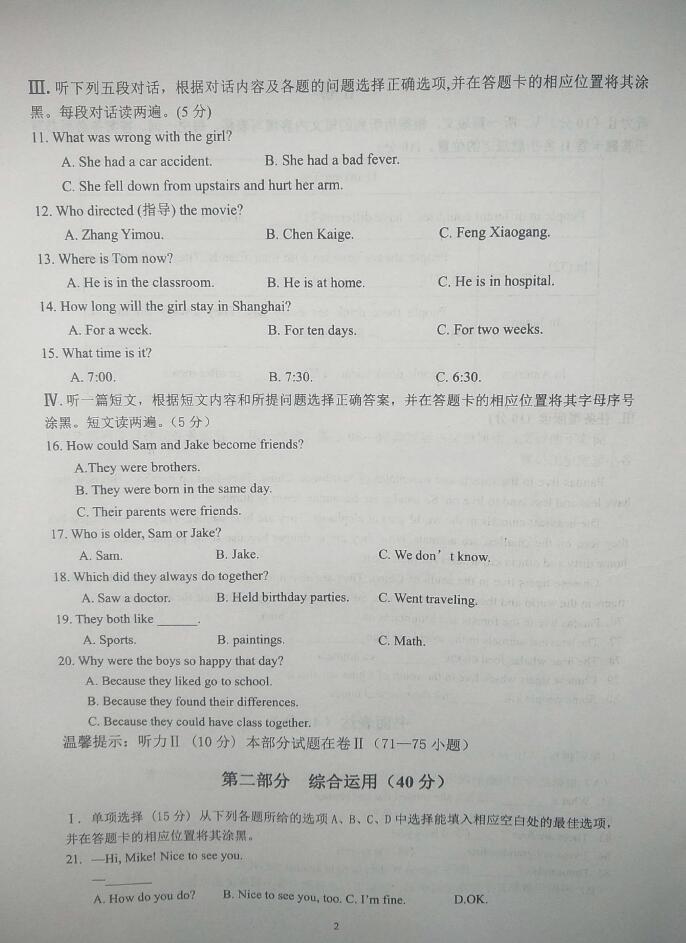 Ⅲ. 听下列五段对话，根据对话内容及各题的问题选择正确选项,并在答题卡的相应位置将其涂
黑。每段对话读两遍。(5 分)
11. What was wrong with the girl?
A. She had a car accident. B. She had a bad fever.
C. She fell down from upstairs and hurt her arm.
12. Who directed (指导) the movie?
A. Zhang Yimou. B. Chen Kaige. C. Feng Xiaogang.
13. Where is Tom now?
A. He is in the classroom. B. He is at home. C. He is in hospital.
14. How long will the girl stay in Shanghai?
A. For a week. B. For ten days. C. For two weeks.
15. What time is it?
A. 7:00. B. 7:30. C. 6:30.
Ⅳ. 听一篇短文，根据短文内容和所提问题选择正确答案，并在答题卡的相应位置将其字母序号
涂黑。短文读两遍。（5 分）
16. How could Sam and Jake become friends?
A.They were brothers.
B. They were born in the same day.
C. Their parents were friends.
17. Who is older, Sam or Jake?
A. Sam. B. Jake. C. We don’t know.
18. Which did they always do together?
A. Saw a doctor. B. Held birthday parties. C. Went traveling.
19. They both like ______.
A. Sports. B. paintings. C. Math.
20. Why were the boys so happy that day?
A. Because they liked go to school.
B. Because they found their differences.
C. Because they could have class together.
温馨提示：听力Ⅱ（10 分）本部分试题在卷Ⅱ（71—75 小题）
第二部分 综合运用（40 分）
Ⅰ. 单项选择（15 分）从下列各题所给的选项 A、B、C、D 中选择能填入相应空白处的最佳选项，
并在答题卡的相应位置将其涂黑。
21. —Hi, Mike! Nice to see you.
—_______
A. How do you do? B. Nice to see you, too. C. I’m fine. D.OK.
2